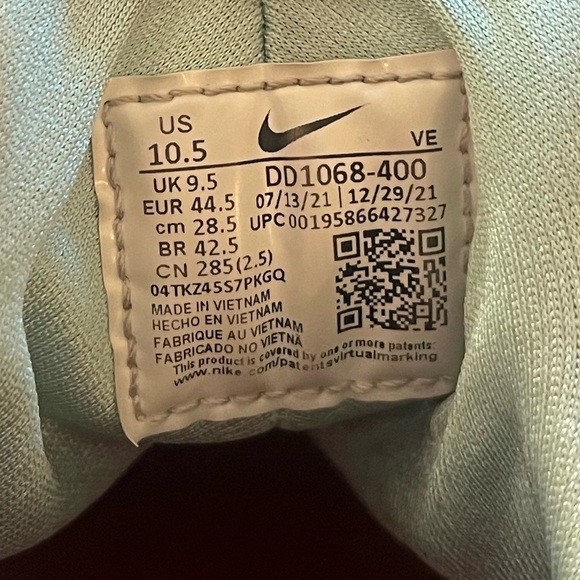 US
10.5
VE
UK 9.5
DD1068-400
EUR 44.5
07/13/21 | 12/29/21
cm 28.5
UPC00195866427327
BR 42.5
CN 285(2.5)
04TKZ45S7PKGQ
MADE IN VIETNAM
HECHO EN VIETNAM
FABRIQUE AU VIETNAM
FABRICADO NO VIETNÃ
This product is covered by one or more patents:
www.nike.com/patentsvirtualmarking